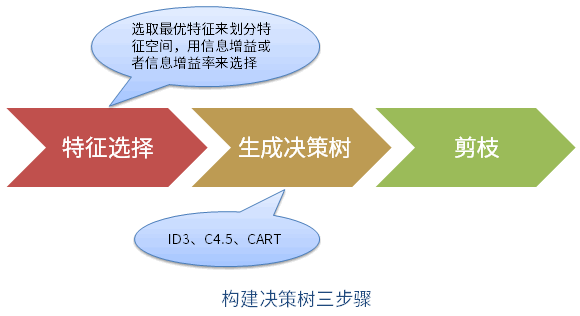 选取最优特征来划分特
征空间，用信息增益或
者信息增益率来选择
特征选择
生成决策树
剪枝
ID3、C4.5、CART
构建决策树三步骤